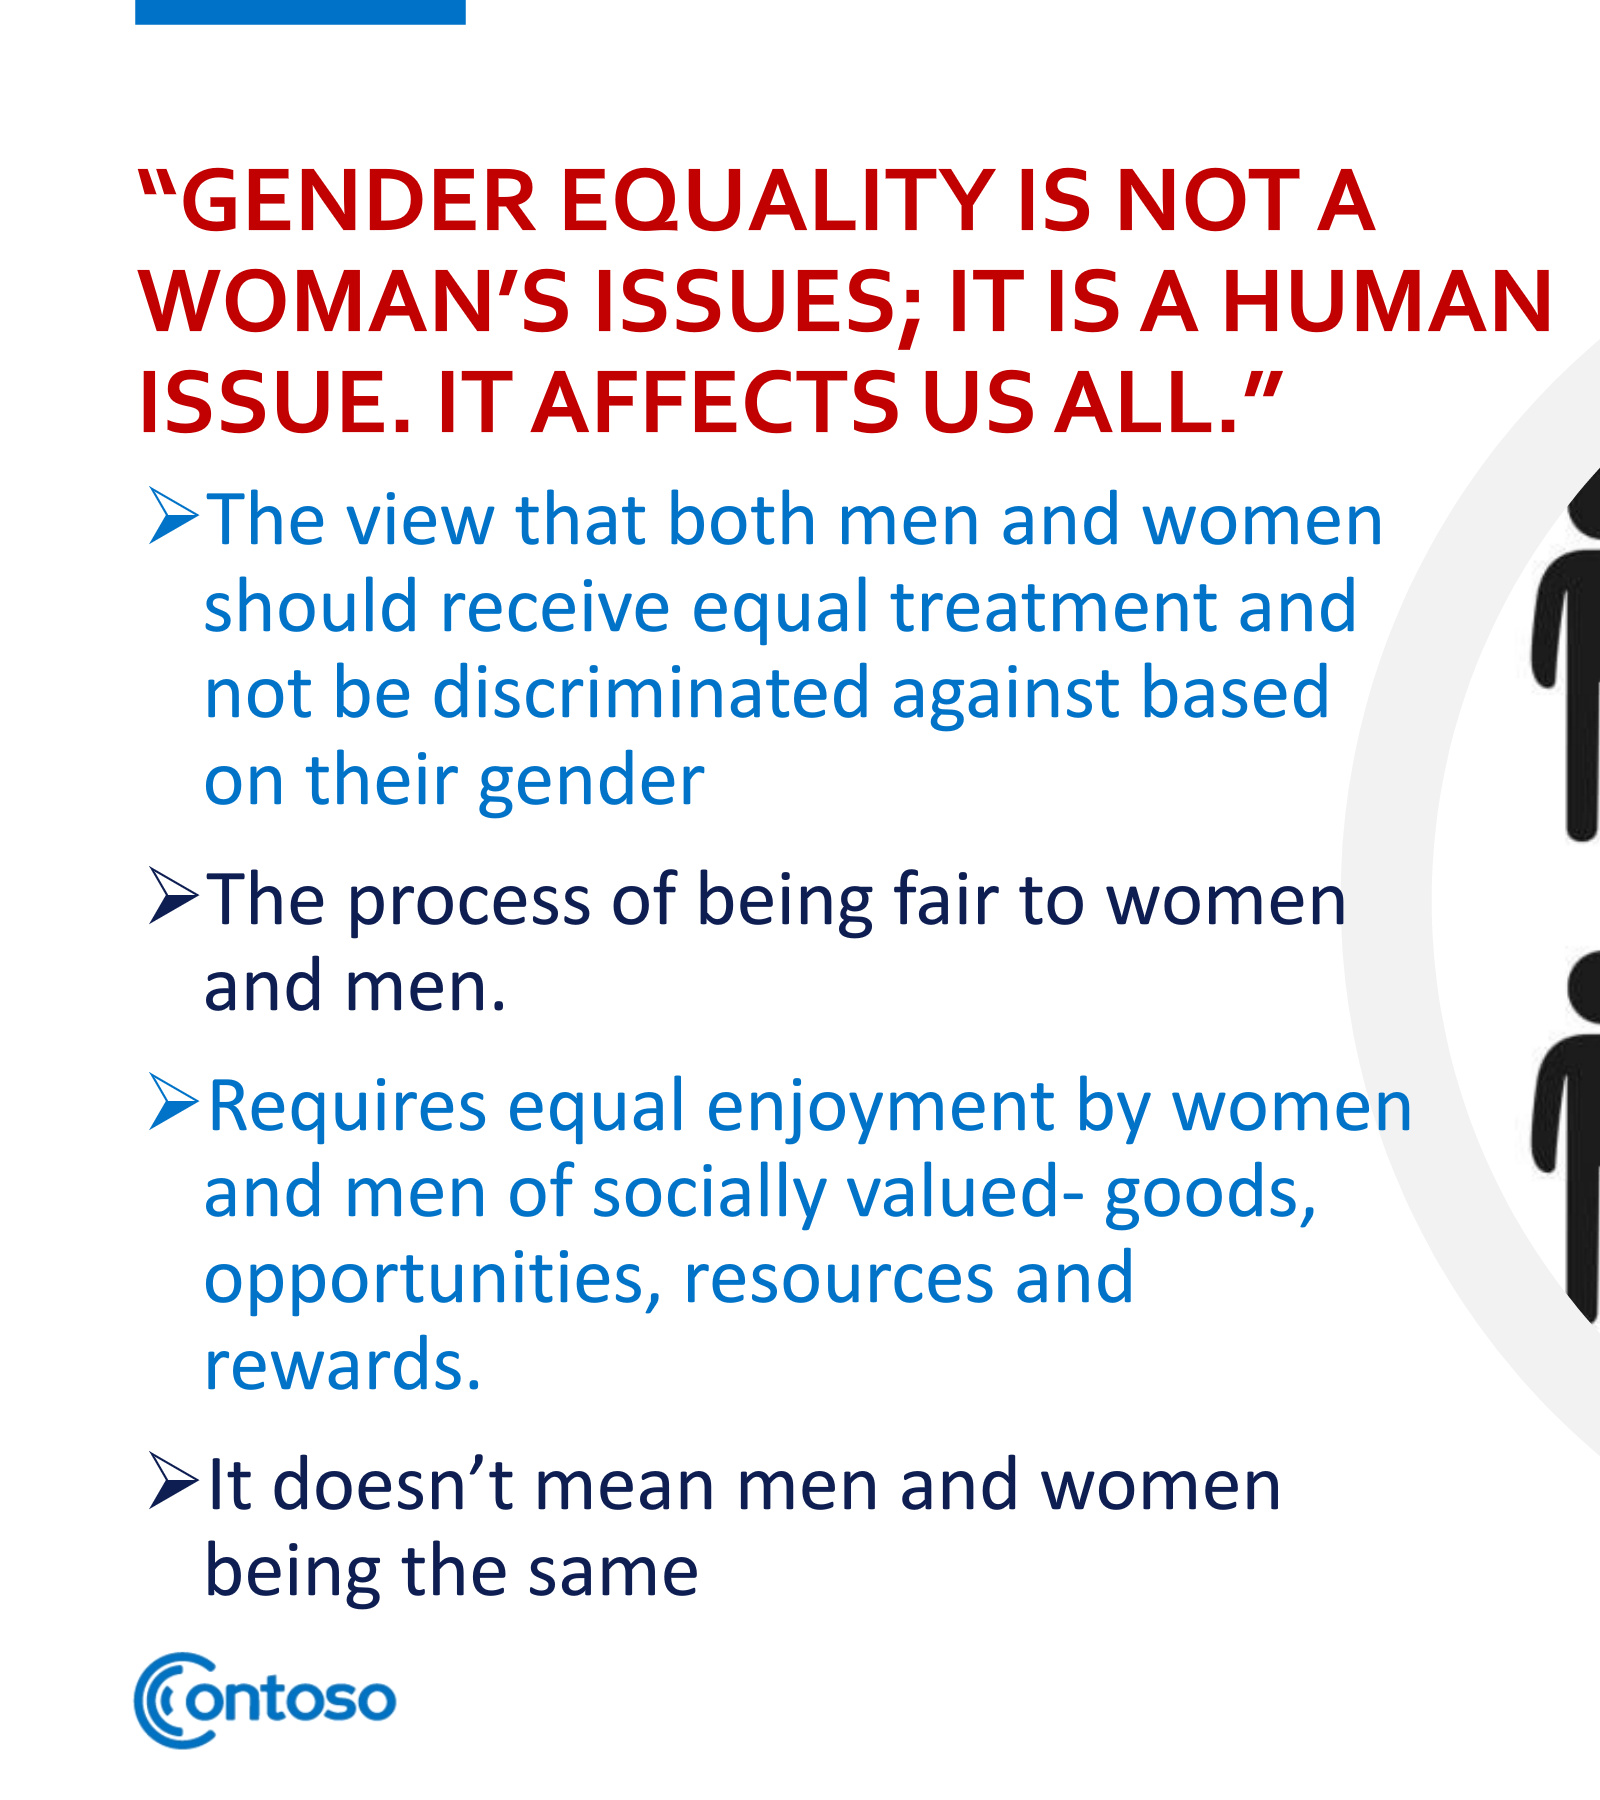 “GENDER EQUALITY IS NOT A
WOMAN’S ISSUES; IT IS A HUMAN
ISSUE. IT AFFECTS US ALL.”
➢The view that both men and women
should receive equal treatment and
not be discriminated against based
on their gender
➢The process of being fair to women
and men.
➢Requires equal enjoyment by women
and men of socially valued- goods,
opportunities, resources and
rewards.
➢It doesn’t mean men and women
being the same
Contoso